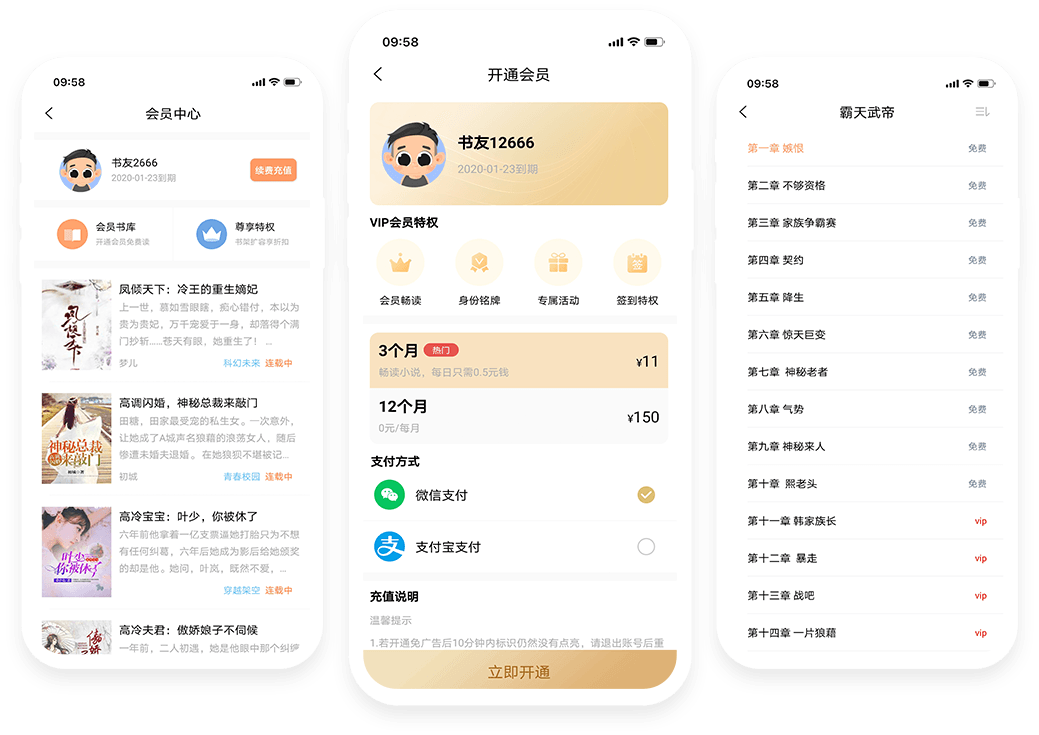 09:58
会员中心
书友2666
2020-01-23到期
续费充值
会员书库
开通会员免费读
尊享特权
书架扩容享折扣
凤倾天下：冷王的重生嫡妃
上一世，慕如雪眼瞎，痴心错付，本以为
贵为贵妃，万千宠爱于一身，却落得个满
门抄斩……苍天有眼，她重生了！ ...
梦儿
科幻未来 连载中
神秘总裁
来敲门
高调闪婚，神秘总裁来敲门
田糖，田家最受宠的私生女。一次意外，
让她成了A城声名狼藉的浪荡女人，随后
惨遭未婚夫退婚。在她狼狈不堪被记...
初城
青春校园 连载中
叶少
你被休了
高冷宝宝：叶少，你被休了
六年前他拿着一亿支票逼她打胎只为不想
有任何纠葛，六年后她成为影后给她颁奖
的却是他。她问，叶岚，既然不爱，...
穿越架空 连载中
高冷夫君：傲娇娘子不伺候
一年前，二人初遇，她是他眼中那个纠缠
09:58
开通会员
书友12666
2020-01-23到期
VIP会员特权
会员畅读
身份铭牌
专属活动
签
签到特权
3个月 热门
畅读小说，每日只需0.5元钱
¥11
12个月
0元/每月
¥150
支付方式
微信支付
支
支付宝支付
充值说明
温馨提示
1.若开通免广告后10分钟内标识仍然没有点亮，请退出账号后重
立即开通
09:58
霸天武帝
第一章 嫉恨 免费
第二章 不够资格 免费
第三章 家族争霸赛 免费
第四章 契约 免费
第五章 降生 免费
第六章 惊天巨变 免费
第七章 神秘老者 免费
第八章 气势 免费
第九章 神秘来人 免费
第十章 熙老头 免费
第十一章 韩家族长 vip
第十二章 暴走 vip
第十三章 战吧 vip
第十四章 一片狼藉 vip